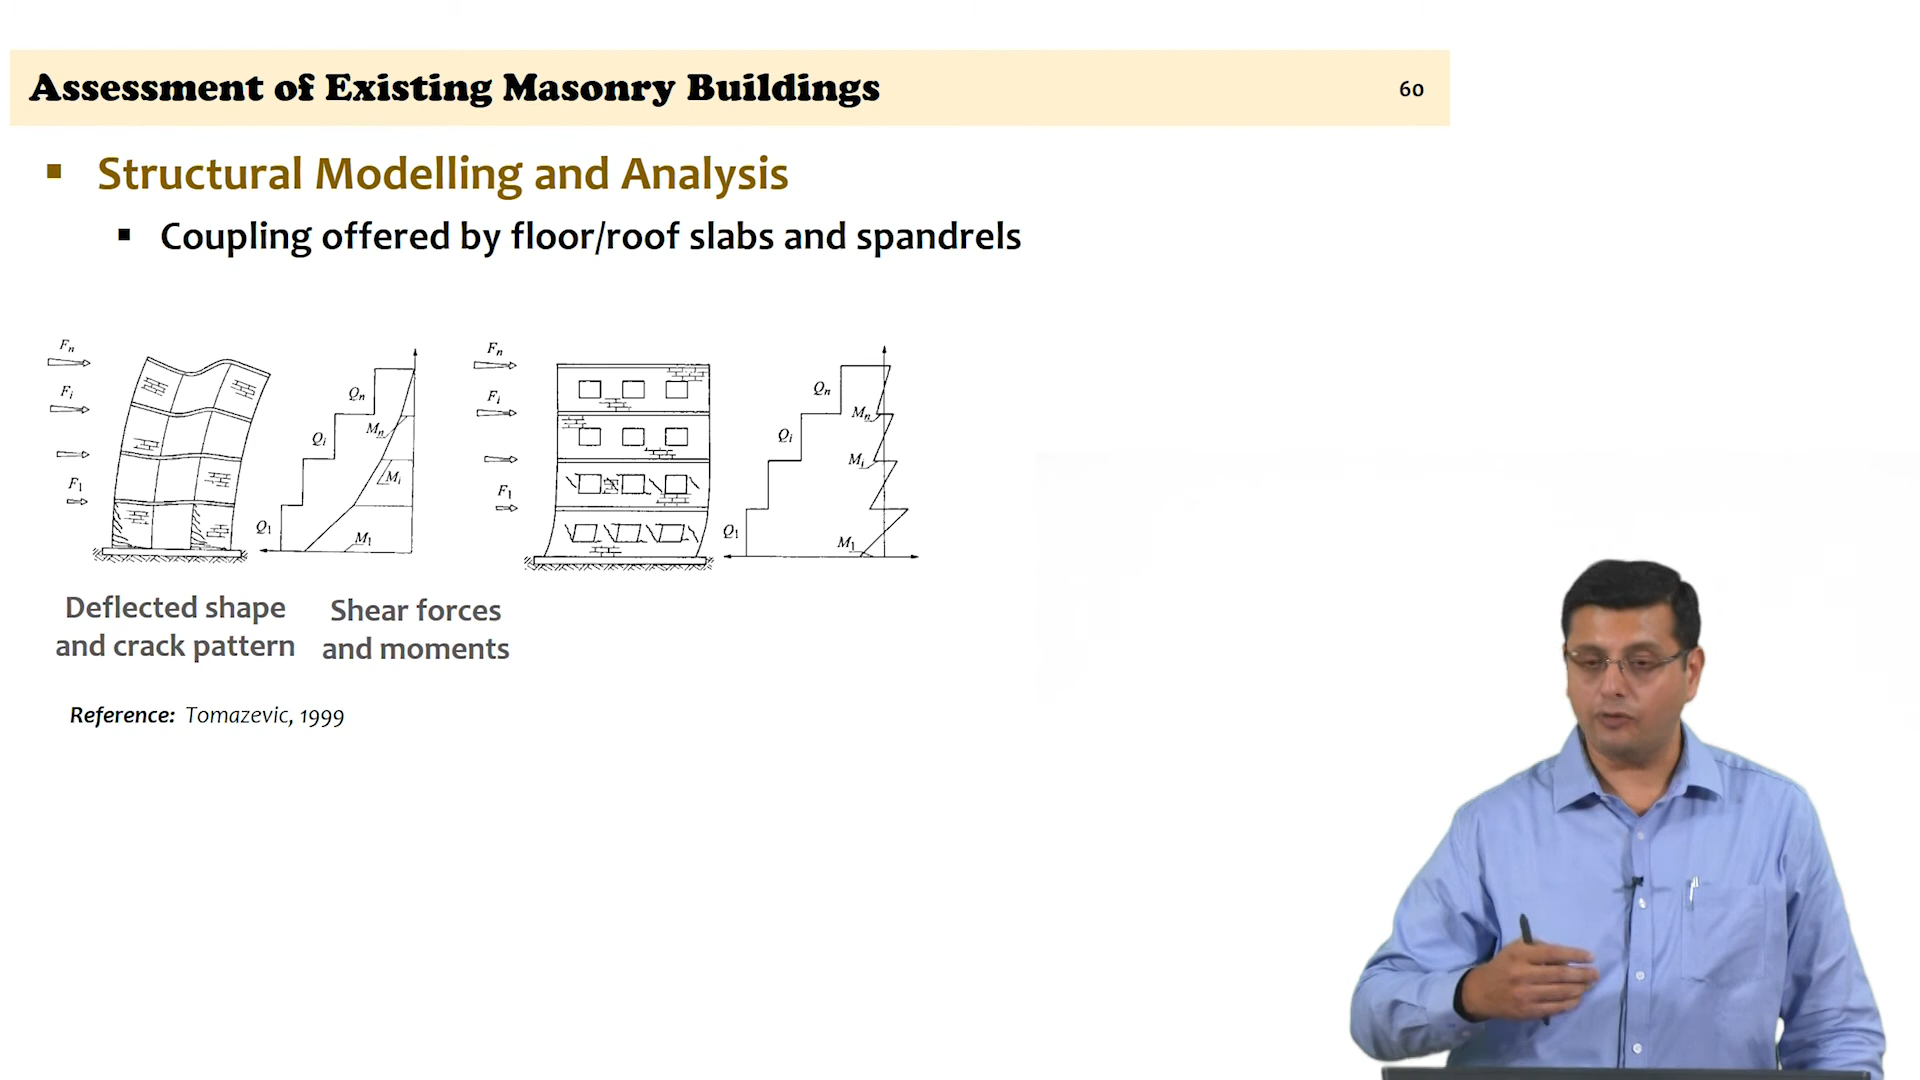 Assessment of Existing Masonry Buildings
60
Structural Modelling and Analysis
Coupling offered by floor/roof slabs and spandrels
Fn
Fi
F1
Qn
Qi
Q1
Mn
Mi
M1
Fn
Fi
F1
Qn
Qi
Q1
Mn
Mi
M1
Deflected shape
and crack pattern
Shear forces
and moments
Reference: Tomazevic, 1999